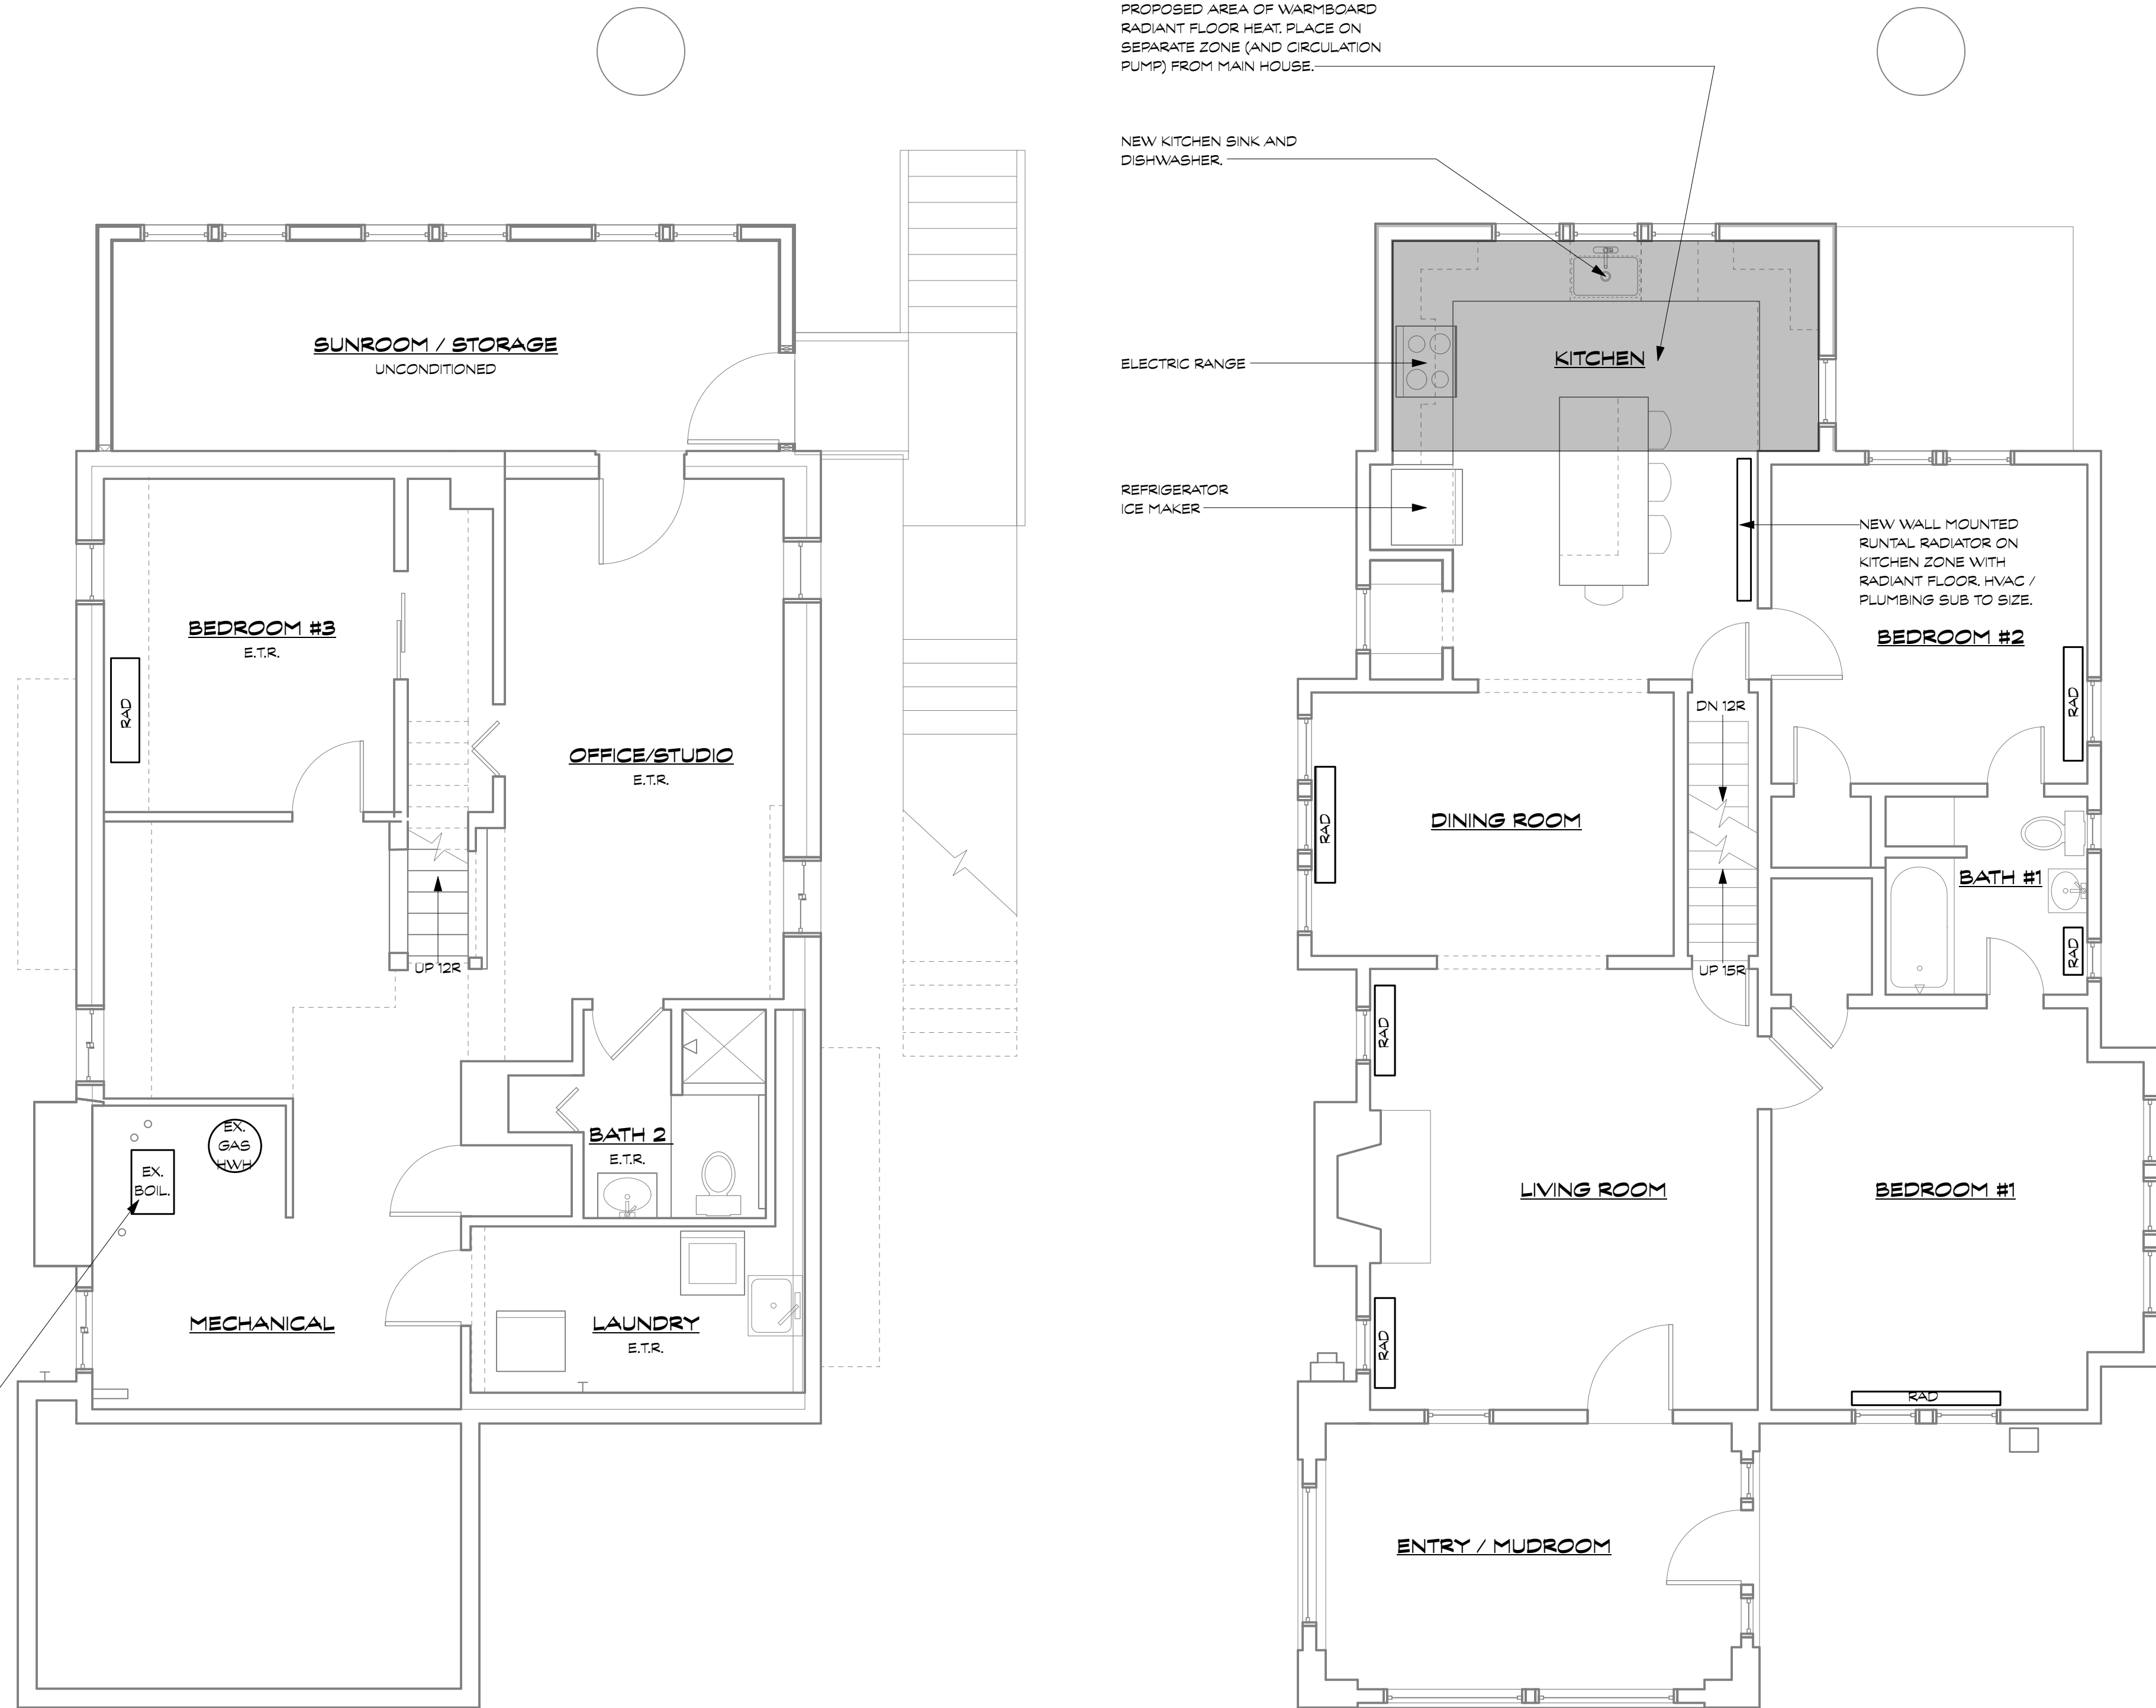 SUNROOM / STORAGE
UNCONDITIONED
BEDROOM #3
E.T.R.
RAD
OFFICE/STUDIO
E.T.R.
UP 12R
EX.
GAS
HWH
EX.
BOIL.
BATH 2
E.T.R.
MECHANICAL
LAUNDRY
E.T.R.
PROPOSED AREA OF WARMBOARD
RADIANT FLOOR HEAT. PLACE ON
SEPARATE ZONE (AND CIRCULATION
PUMP) FROM MAIN HOUSE.
NEW KITCHEN SINK AND
DISHWASHER.
ELECTRIC RANGE
KITCHEN
REFRIGERATOR
ICE MAKER
NEW WALL MOUNTED
RUNTAL RADIATOR ON
KITCHEN ZONE WITH
RADIANT FLOOR. HVAC /
PLUMBING SUB TO SIZE.
BEDROOM #2
RAD
DN 12R
DINING ROOM
RAD
BATH #1
RAD
UP 15R
RAD
LIVING ROOM
BEDROOM #1
RAD
RAD
ENTRY / MUDROOM